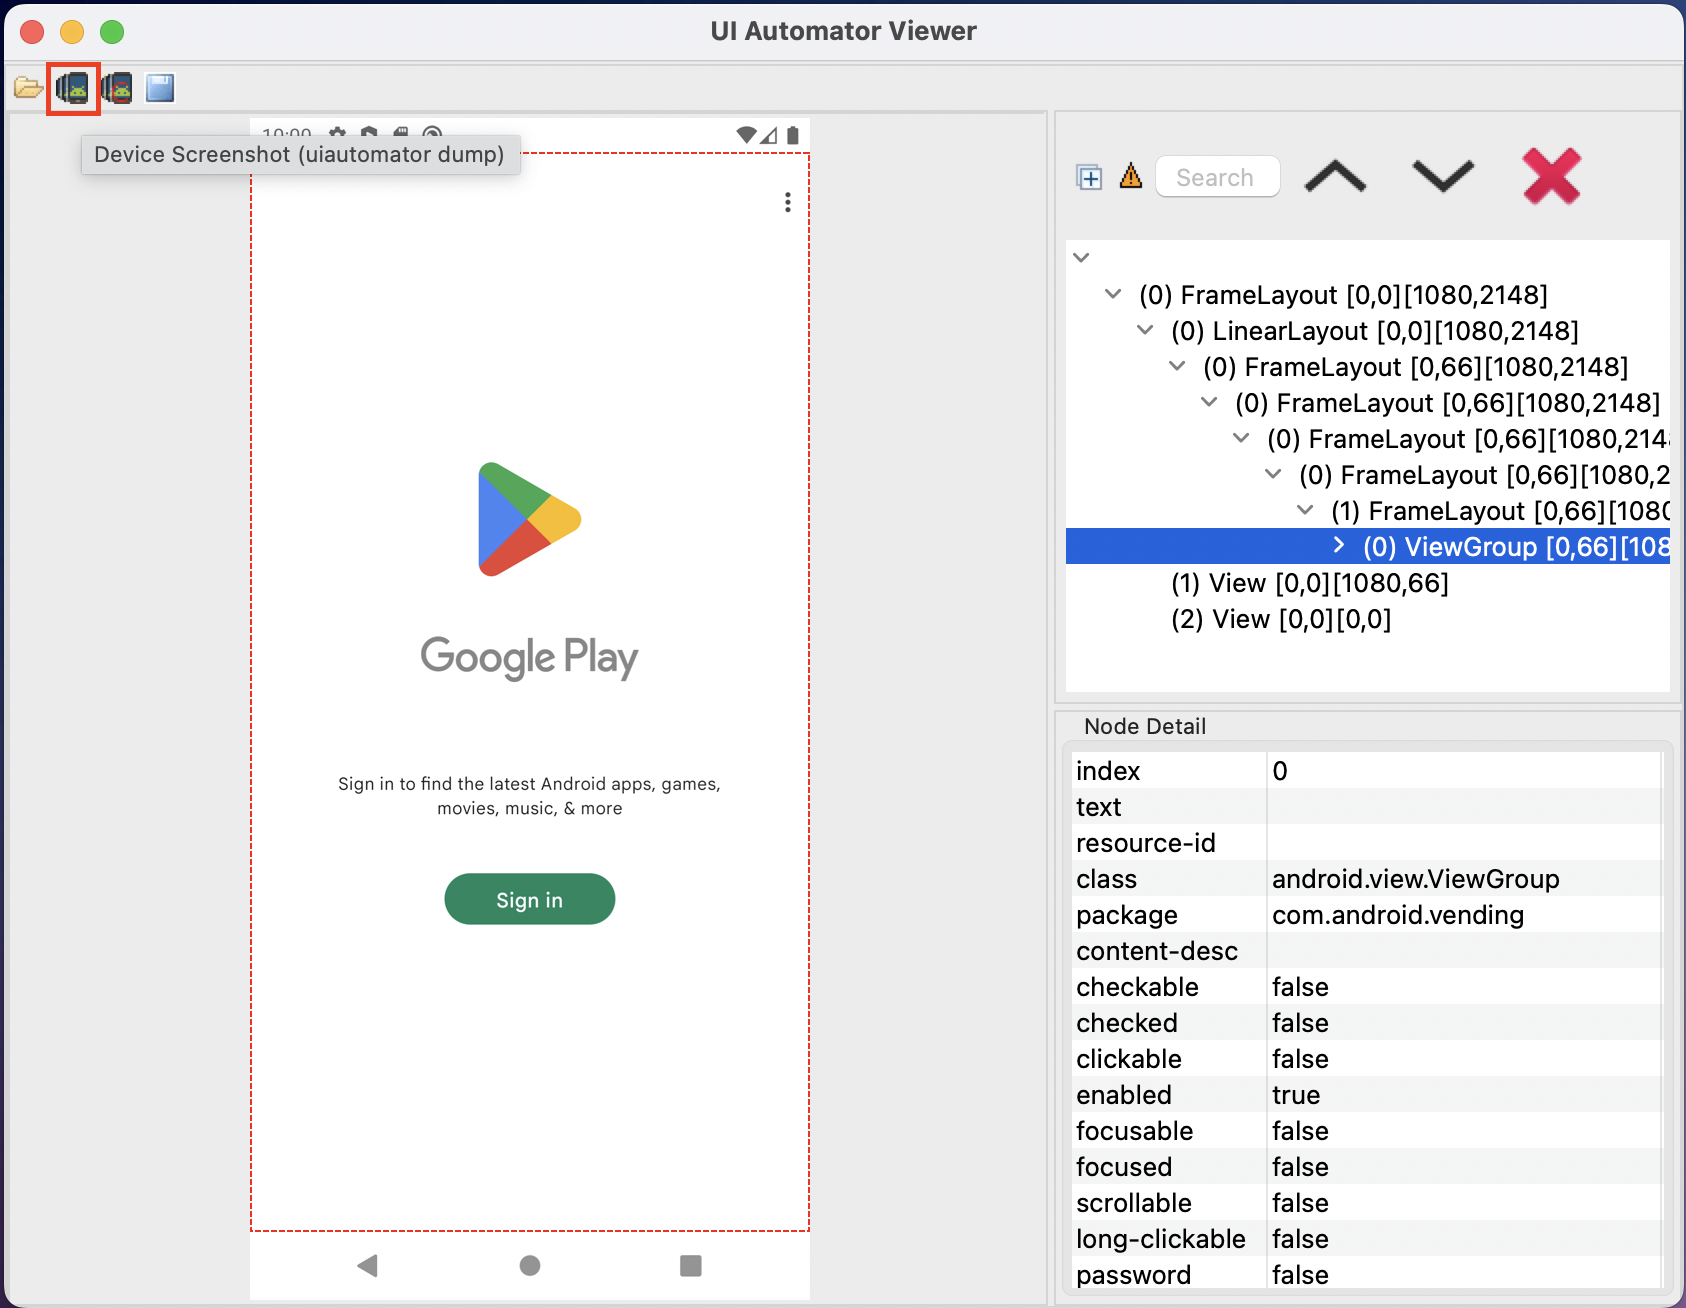 UI Automator Viewer
Device Screenshot (uiautomator dump)
Google Play
Sign in to find the latest Android apps, games,
movies, music, & more
Sign in
Search
(0) FrameLayout [0,0][1080,2148]
(0) LinearLayout [0,0][1080,2148]
(0) FrameLayout [0,66][1080,2148]
(0) FrameLayout [0,66][1080,2148]
(0) FrameLayout [0,66][1080,214
(0) FrameLayout [0,66][1080,2
(1) FrameLayout [0,66][1080
(0) ViewGroup [0,66][108
(1) View [0,0][1080,66]
(2) View [0,0][0,0]
Node Detail
index 0
text
resource-id
class android.view.ViewGroup
package com.android.vending
content-desc
checkable false
checked false
clickable false
enabled true
focusable false
focused false
scrollable false
long-clickable false
password false